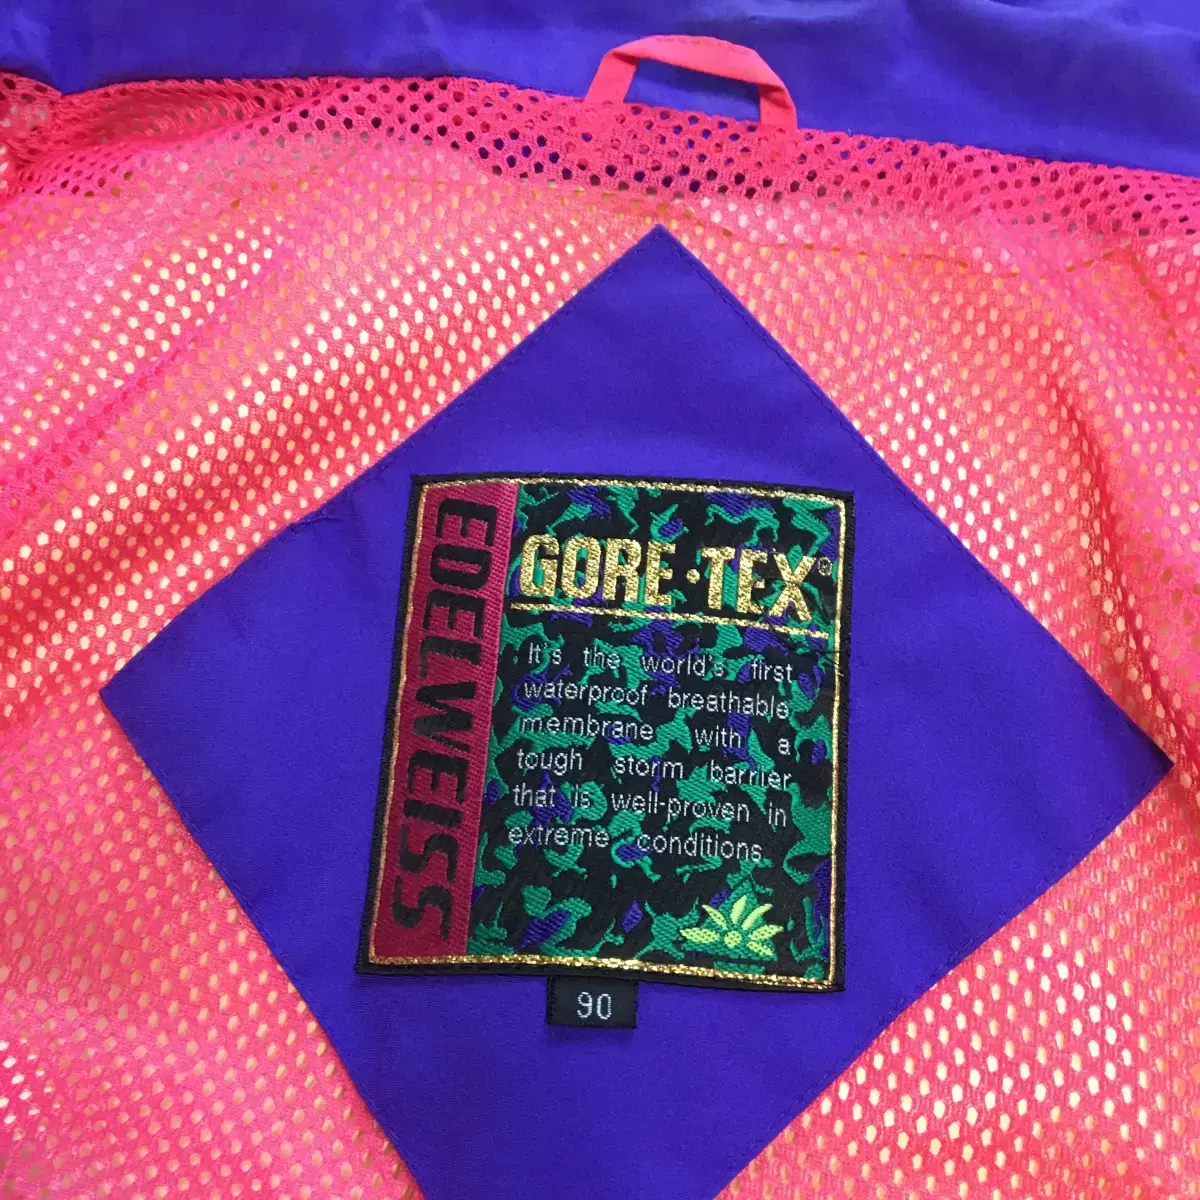 EDELWEISS
GORE-TEX®
It's the world's first
waterproof breathable
membrane with a
tough storm barrier
that is well-proven in
extreme conditions.
90